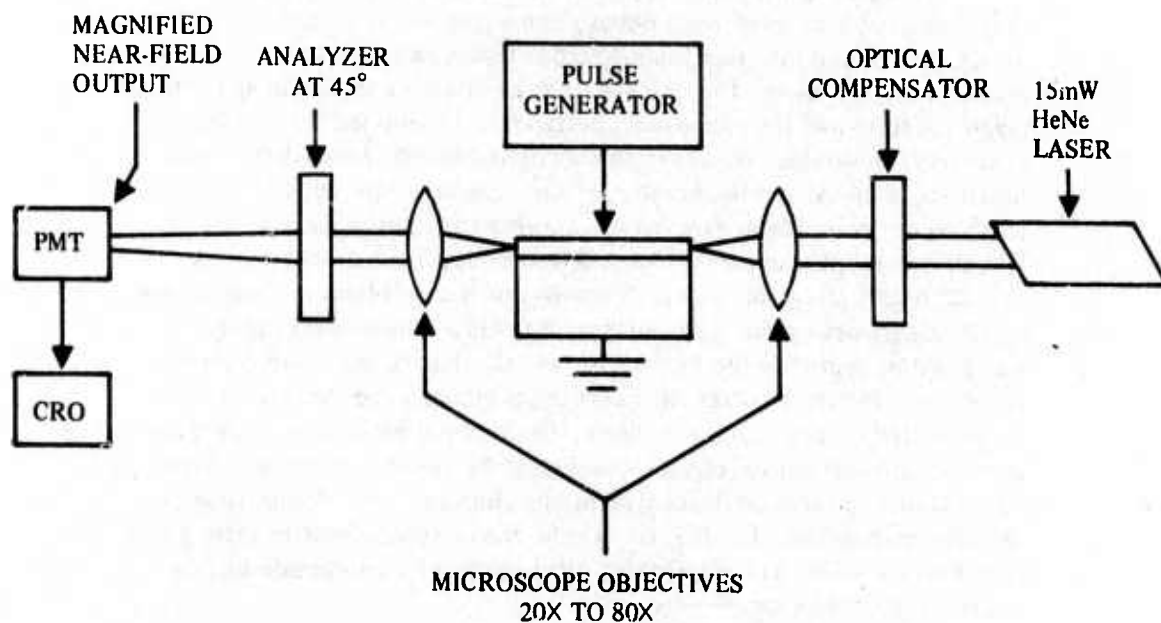 MAGNIFIED
NEAR-FIELD
OUTPUT
ANALYZER
AT 45°
PULSE
GENERATOR
OPTICAL
COMPENSATOR
15mW
HeNe
LASER
PMT
CRO
MICROSCOPE OBJECTIVES
20X TO 80X